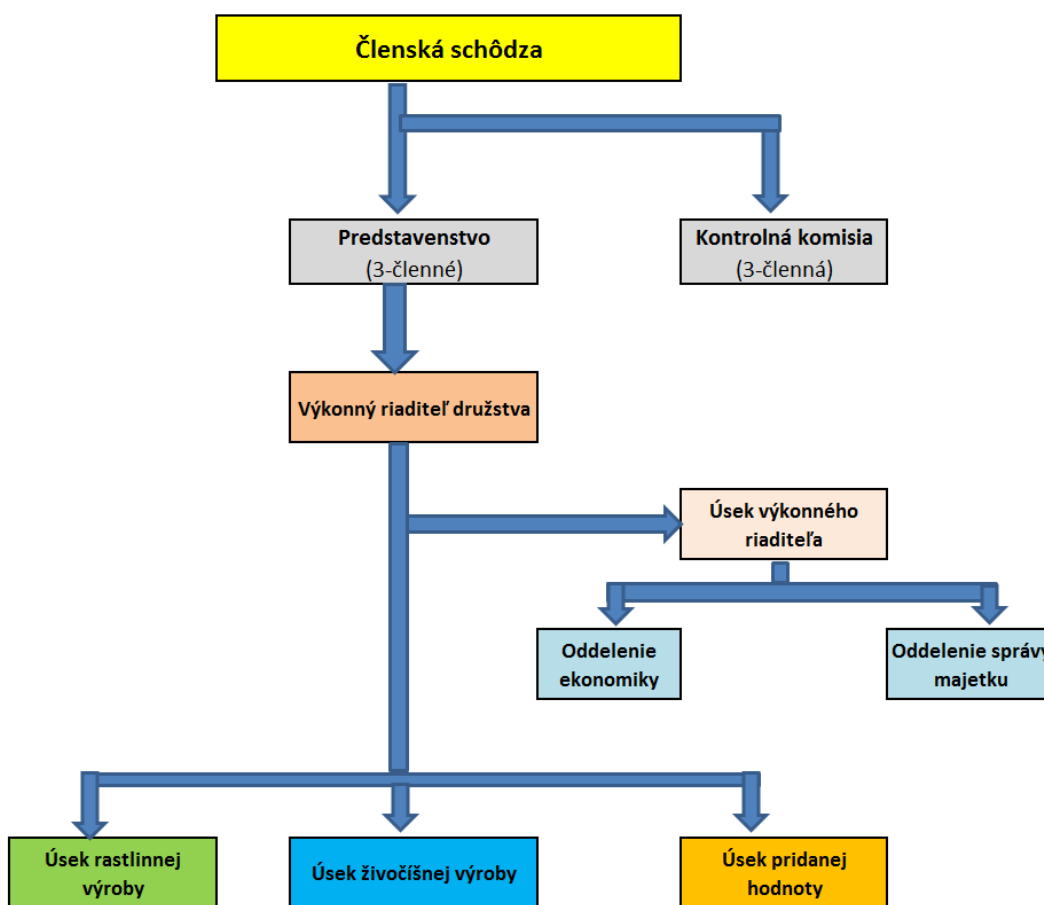 Členská schôdza
Predstavenstvo
(3-členné)
Kontrolná komisia
(3-členná)
Výkonný riaditeľ družstva
Úsek výkonného
riaditeľa
Oddelenie
ekonomiky
Oddelenie správy
majetku
Úsek rastlinnej
výroby
Úsek živočíšnej výroby
Úsek pridanej
hodnoty